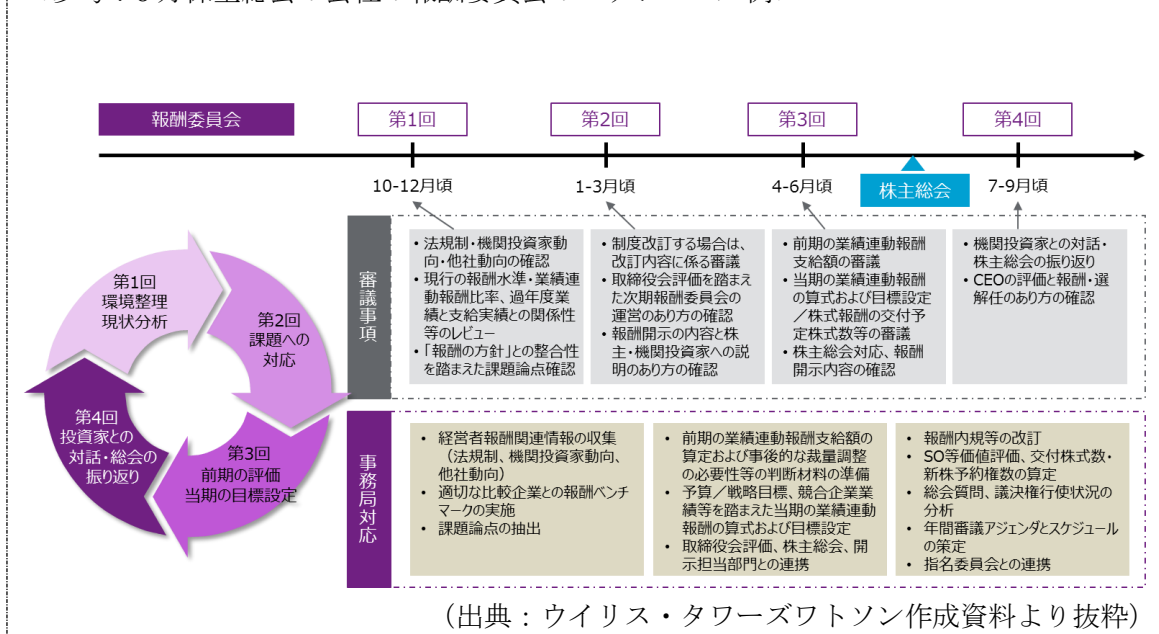 報酬委員会
第1回
第2回
第3回
第4回
10-12月頃
1-3月頃
4-6月頃
株主総会
7-9月頃
第1回
環境整理
現状分析
第2回
課題への
対応
第3回
前期の評価
当期の目標設定
第4回
投資家との
対話・総会の
振り返り
審議事項
• 法規制・機関投資家動
向・他社動向の確認
• 現行の報酬水準・業績連
動報酬比率、過年度業
績と支給実績との関係性
等のレビュー
• 「報酬の方針」との整合性
を踏まえた課題論点確認
• 制度改訂する場合は、
改訂内容に係る審議
• 取締役会評価を踏まえ
た次期報酬委員会の
運営のあり方の確認
• 報酬開示の内容と株
主・機関投資家への説
明のあり方の確認
• 前期の業績連動報酬
支給額の審議
• 当期の業績連動報酬
の算式および目標設定
／株式報酬の交付予
定株式数等の審議
• 株主総会対応、報酬
開示内容の確認
• 機関投資家との対話・
株主総会の振り返り
• CEOの評価と報酬・選
解任のあり方の確認
事務局対応
• 経営者報酬関連情報の収集
（法規制、機関投資家動向、
他社動向）
• 適切な比較企業との報酬ベンチ
マークの実施
• 課題論点の抽出
• 前期の業績連動報酬支給額の
算定および事後的な裁量調整
の必要性等の判断材料の準備
• 予算／戦略目標、競合企業業
績等を踏まえた当期の業績連動
報酬の算式および目標設定
• 取締役会評価、株主総会、開
示担当部門との連携
• 報酬内規等の改訂
• SO等価値評価、交付株式数・
新株予約権数の算定
• 総会質問、議決権行使状況の
分析
• 年間審議アジェンダとスケジュール
の策定
• 指名委員会との連携
（出典：ウイリス・タワーズワトソン作成資料より抜粋）